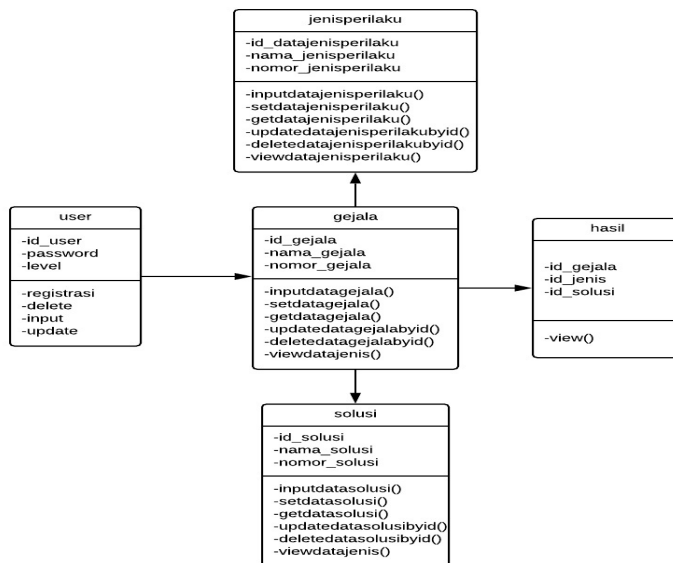 jenisperilaku
-id_datajenisperilaku
-nama_jenisperilaku
-nomor_jenisperilaku
-inputdatajenisperilaku()
-setdatajenisperilaku()
-getdatajenisperilaku()
-updatedatajenisperilakubyid()
-deletedatajenisperilakubyid()
-viewdatajenisperilaku()
user
-id_user
-password
-level
-registrasi
-delete
-input
-update
gejala
-id_gejala
-nama_gejala
-nomor_gejala
-inputdatagejala()
-setdatagejala()
-getdatagejala()
-updatedatagejalabyid()
-deletedatagejalabyid()
-viewdatajenis()
hasil
-id_gejala
-id_jenis
-id_solusi
-view()
solusi
-id_solusi
-nama_solusi
-nomor_solusi
-inputdatasolusi()
-setdatasolusi()
-getdatasolusi()
-updatedatasolusibyid()
-deletedatasolusibyid()
-viewdatajenis()